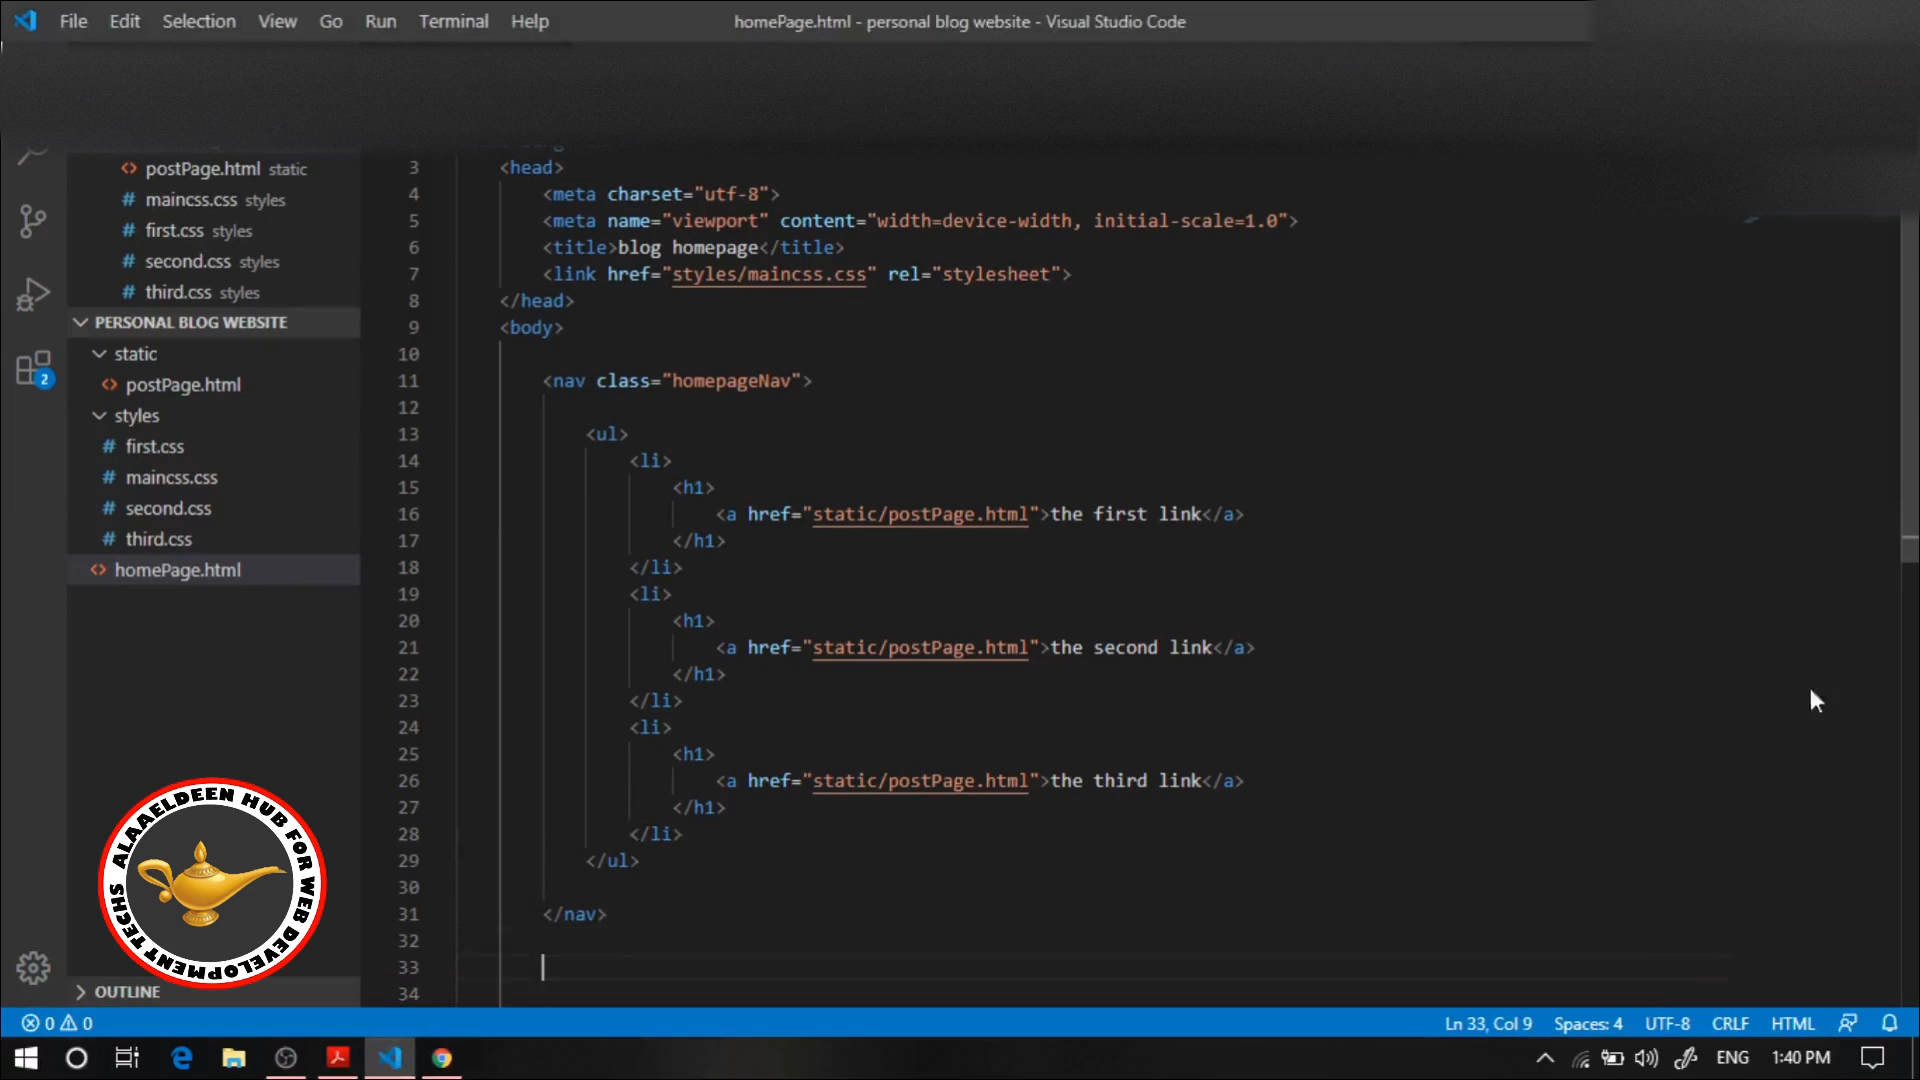 File Edit Selection View Go Run Terminal Help
homePage.html - personal blog website - Visual Studio Code
postPage.html static
maincss.css styles
first.css styles
second.css styles
third.css styles
PERSONAL BLOG WEBSITE
static
postPage.html
styles
first.css
maincss.css
second.css
third.css
homePage.html
ALAAELDEEN HUB FOR WEB DEVELOPMENT TECHS
OUTLINE
3 <head>
4 <meta charset="utf-8">
5 <meta name="viewport" content="width=device-width, initial-scale=1.0">
6 <title>blog homepage</title>
7 <link href="styles/maincss.css" rel="stylesheet">
8 </head>
9 <body>
10
11 <nav class="homepageNav">
12
13 <ul>
14 <li>
15 <h1>
16 <a href="static/postPage.html">the first link</a>
17 </h1>
18 </li>
19 <li>
20 <h1>
21 <a href="static/postPage.html">the second link</a>
22 </h1>
23 </li>
24 <li>
25 <h1>
26 <a href="static/postPage.html">the third link</a>
27 </h1>
28 </li>
29 </ul>
30
31 </nav>
32
33
34
2
0 0
Ln 33, Col 9 Spaces: 4 UTF-8 CRLF HTML
ENG 1:40 PM